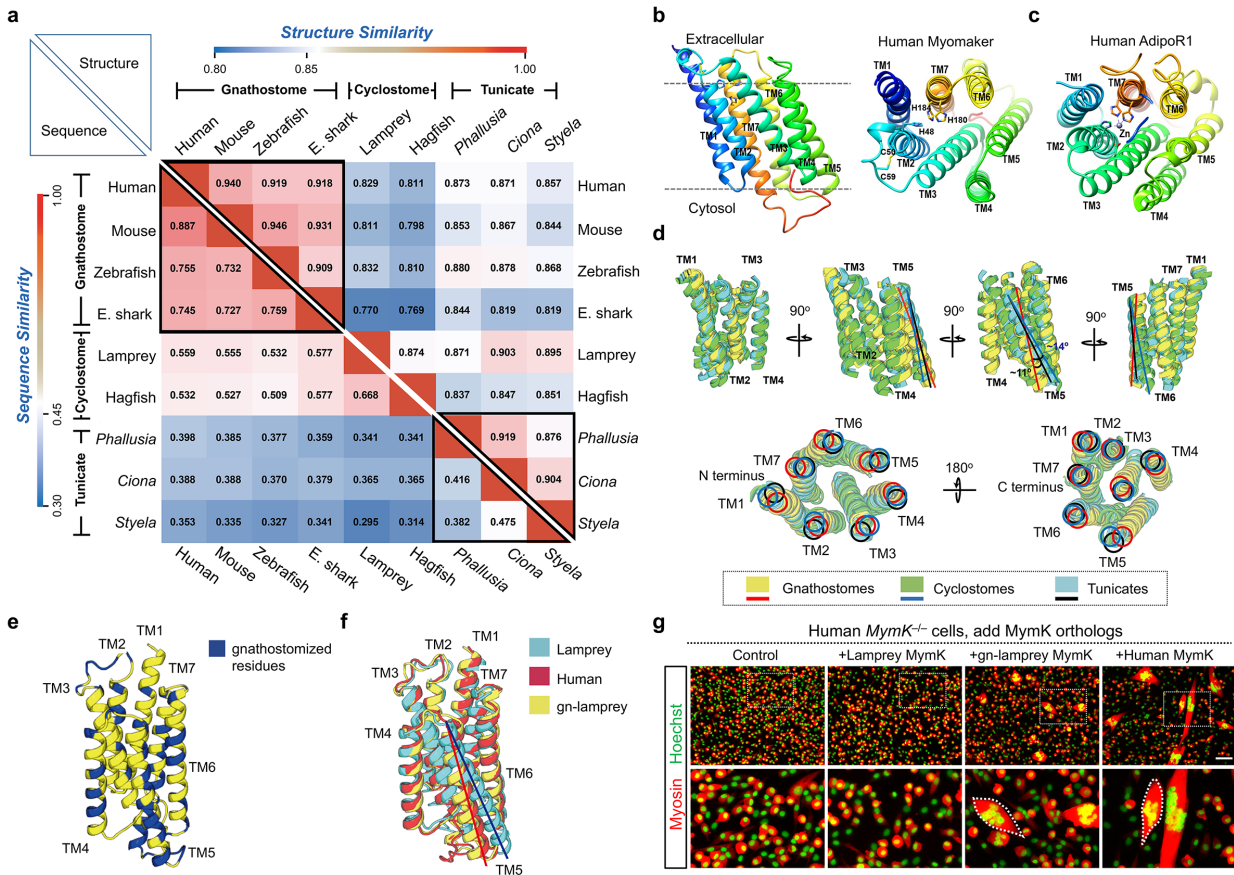 a
Structure
Sequence
Structure Similarity
0.80
0.85
1.00
Gnathostome
Cyclostome
Tunicate
Human
Mouse
Zebrafish
E. shark
Lamprey
Hagfish
Phallusia
Ciona
Styela
Sequence Similarity
1.00
0.45
0.30
Gnathostome
Cyclostome
Tunicate
Human 0.940 0.919 0.918 0.829 0.811 0.873 0.871 0.857 Human
Mouse 0.887 0.946 0.931 0.811 0.798 0.853 0.867 0.844 Mouse
Zebrafish 0.755 0.732 0.909 0.832 0.810 0.880 0.878 0.868 Zebrafish
E. shark 0.745 0.727 0.759 0.770 0.769 0.844 0.819 0.819 E. shark
Lamprey 0.559 0.555 0.532 0.577 0.874 0.871 0.903 0.895 Lamprey
Hagfish 0.532 0.527 0.509 0.577 0.668 0.837 0.847 0.851 Hagfish
Phallusia 0.398 0.385 0.377 0.359 0.341 0.341 0.919 0.876 Phallusia
Ciona 0.388 0.388 0.370 0.379 0.365 0.365 0.416 0.904 Ciona
Styela 0.353 0.335 0.327 0.341 0.295 0.314 0.382 0.475 Styela
Human
Mouse
Zebrafish
E. shark
Lamprey
Hagfish
Phallusia
Ciona
Styela
b
Extracellular
TM6
TM1
TM7
TM2
TM3
TM4
TM5
Cytosol
Human Myomaker
TM1
TM7
TM6
H184
H180
H48
C50
TM2
C59
TM5
TM3
TM4
c
Human AdipoR1
TM1
TM7
TM6
Zn
TM2
TM5
TM3
TM4
d
TM1
TM3
TM2
TM4
90º
TM3
TM5
TM2
TM4
90º
TM6
~14º
TM4
~11º
TM5
90º
TM7
TM1
TM5
TM6
TM6
TM7
TM5
N terminus
TM1
TM4
TM2
TM3
180º
TM1
TM2
TM3
TM4
TM7
C terminus
TM6
TM5
Gnathostomes
Cyclostomes
Tunicates
e
TM1
TM2
TM7
TM3
TM6
TM4
TM5
gnathostomized
residues
f
TM1
TM2
TM7
TM3
TM4
TM6
TM5
Lamprey
Human
gn-lamprey
g
Human MymK–/– cells, add MymK orthologs
Control
+Lamprey MymK
+gn-lamprey MymK
+Human MymK
Hoechst
Myosin